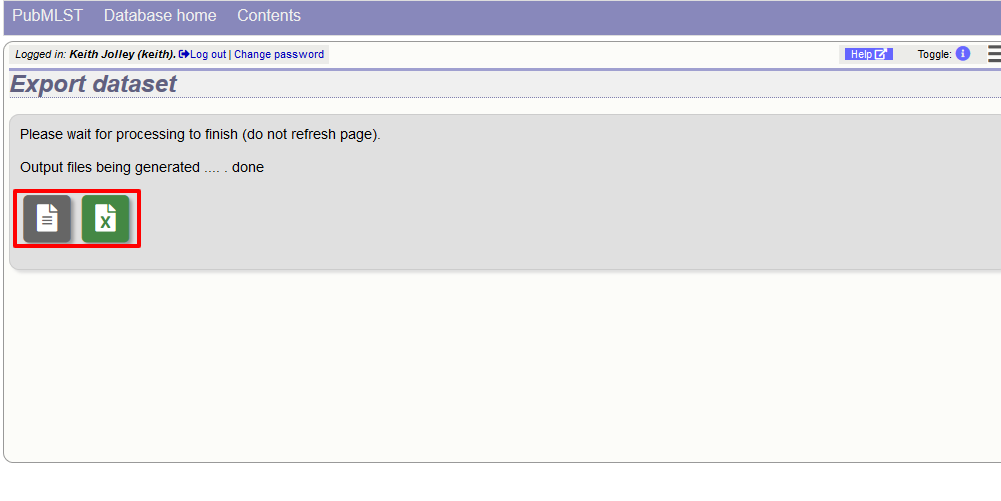 PubMLST Database home Contents
Logged in: Keith Jolley (keith). Log out | Change password Help Toggle: i
Export dataset
Please wait for processing to finish (do not refresh page).
Output files being generated .... . done
X